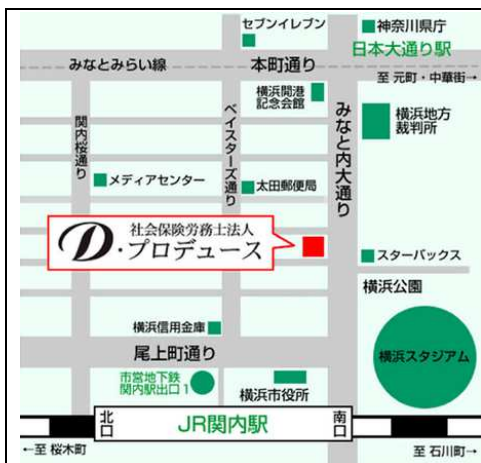 セブンイレブン
神奈川県庁
日本大通り駅
みなとみらい線
本町通り
至 元町・中華街→
横浜開港
記念会館
横浜地方
裁判所
関内桜通り
ベイスターズ通り
みなと内大通り
メディアセンター
太田郵便局
社会保険労務士法人
D・プロデュース
スターバックス
横浜公園
横浜信用金庫
尾上町通り
横浜スタジアム
市営地下鉄
関内駅出口1
横浜市役所
北口
JR関内駅
南口
←至 桜木町
至 石川町→